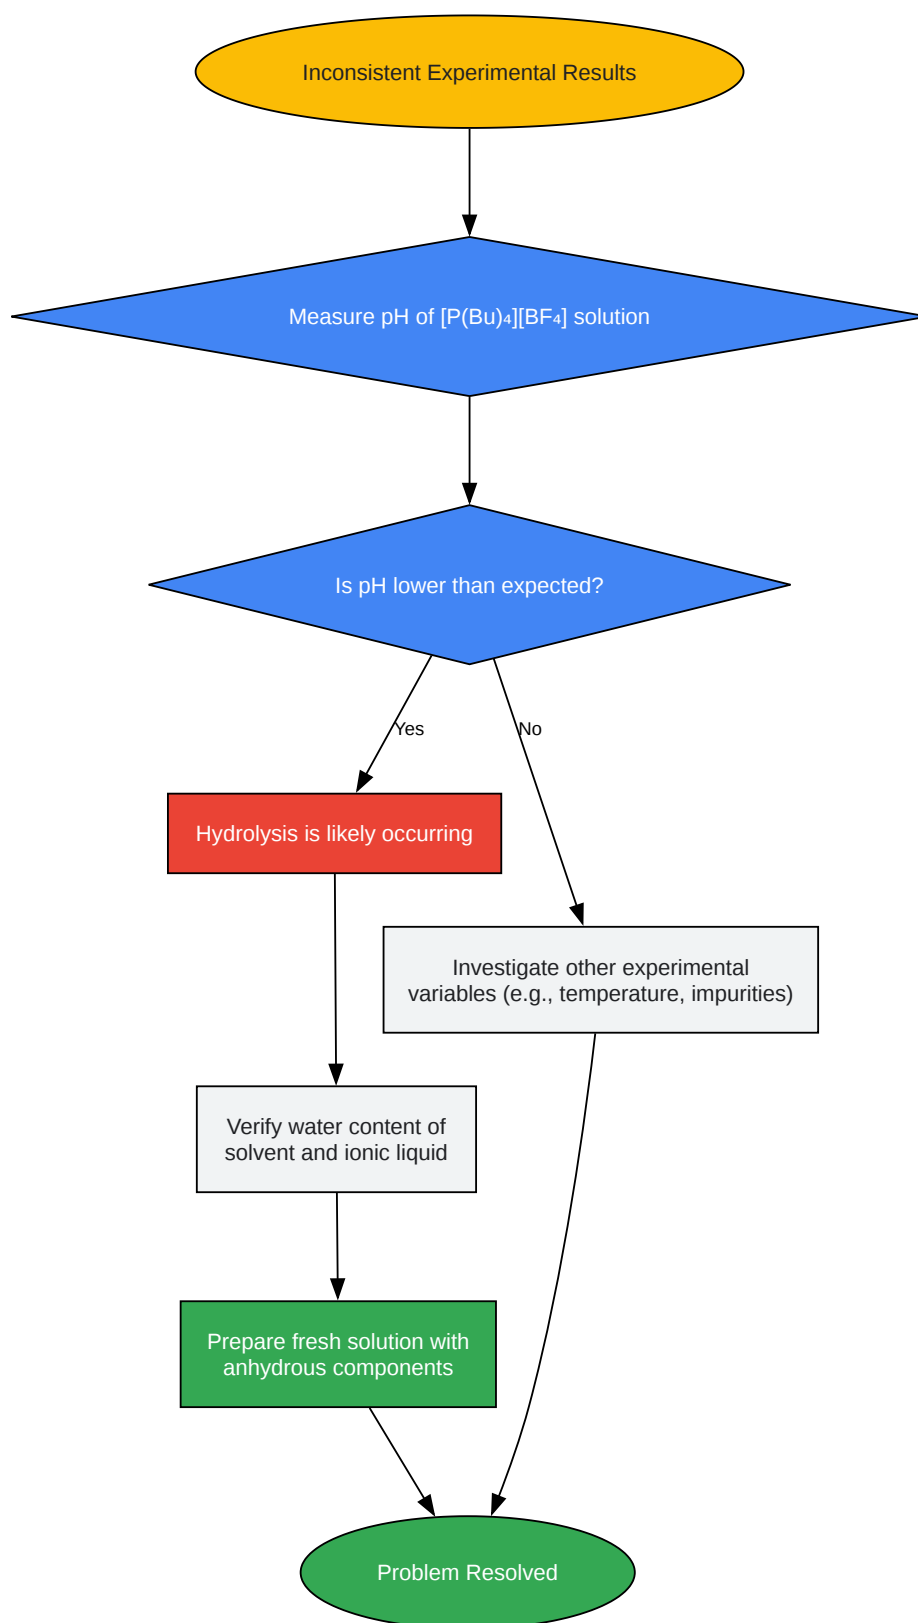 Inconsistent Experimental Results
Measure pH of [P(Bu)₄][BF₄] solution
Is pH lower than expected?
Yes
No
Hydrolysis is likely occurring
Investigate other experimental
variables (e.g., temperature, impurities)
Verify water content of
solvent and ionic liquid
Prepare fresh solution with
anhydrous components
Problem Resolved